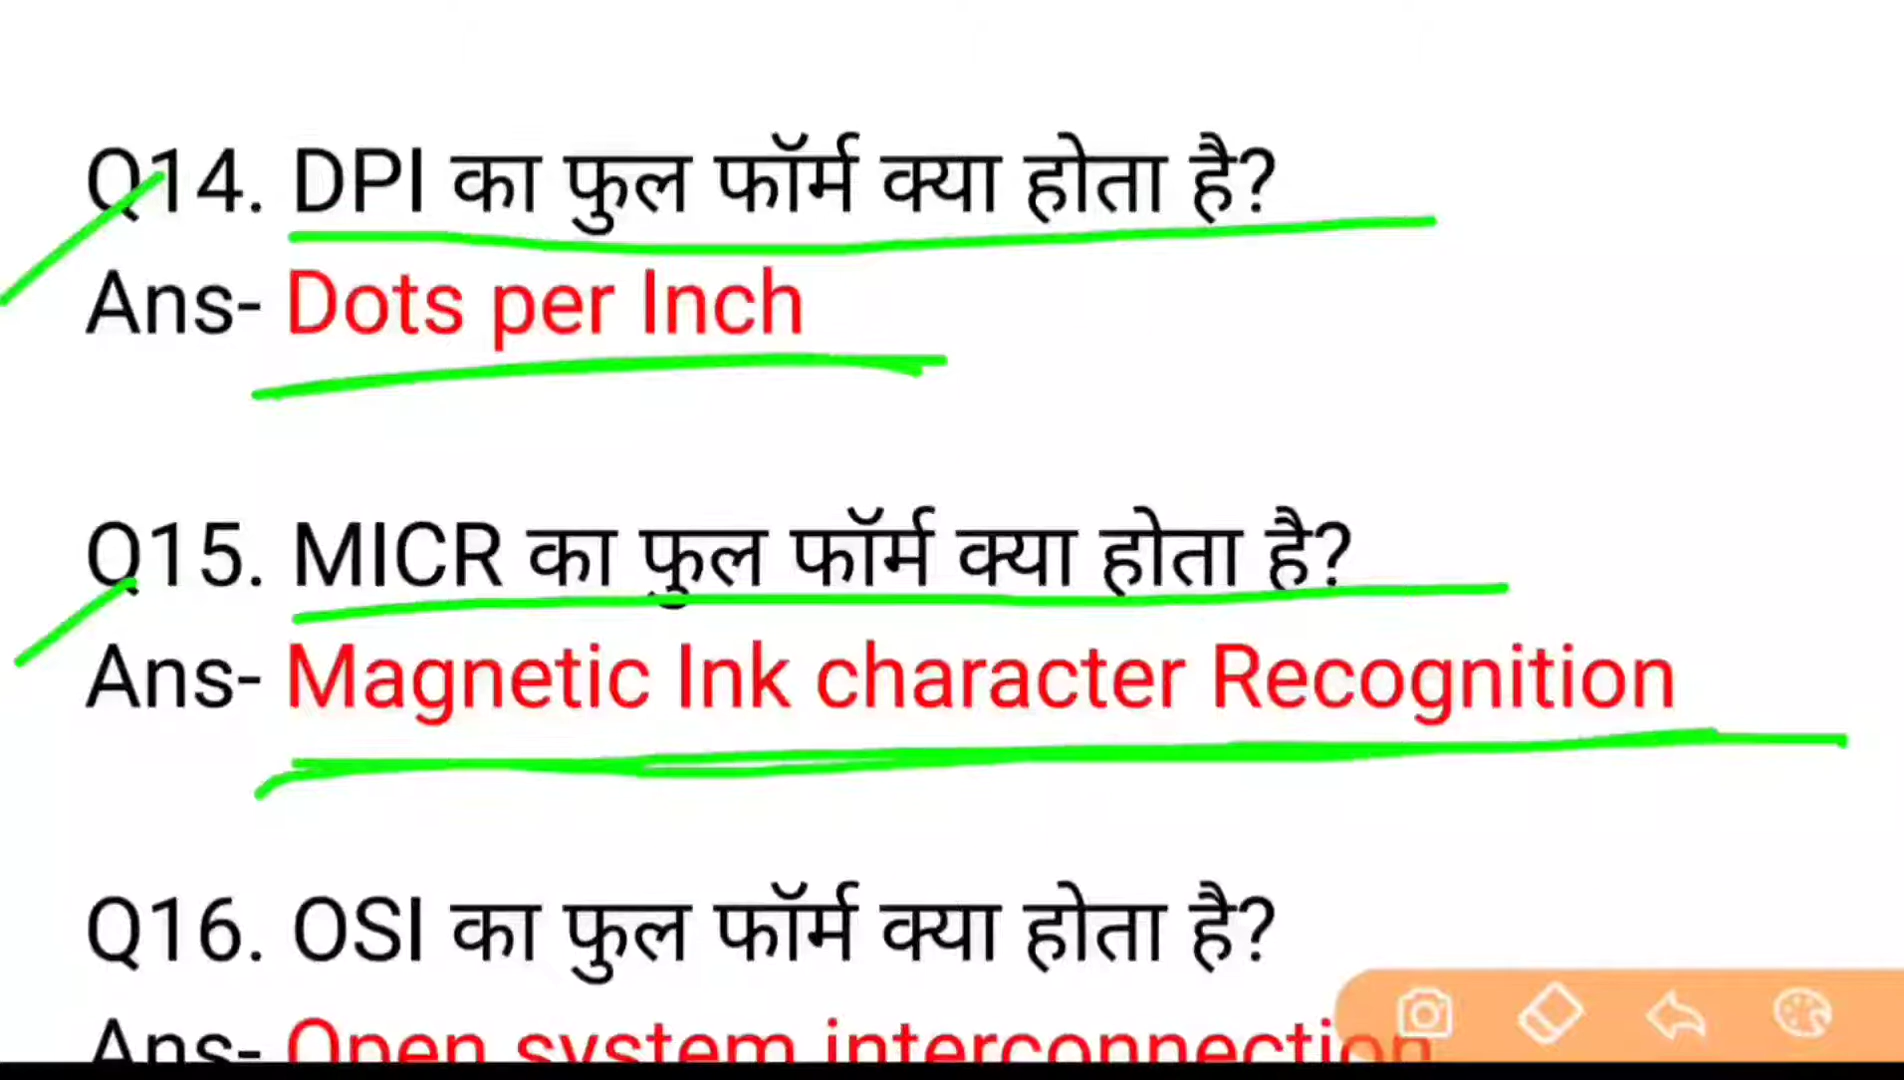 Q14. DPI का फुल फॉर्म क्या होता है?
Ans- Dots per Inch
Q15. MICR का फुल फॉर्म क्या होता है?
Ans- Magnetic Ink character Recognition
Q16. OSI का फुल फॉर्म क्या होता है?
Ans- Open system interconnection